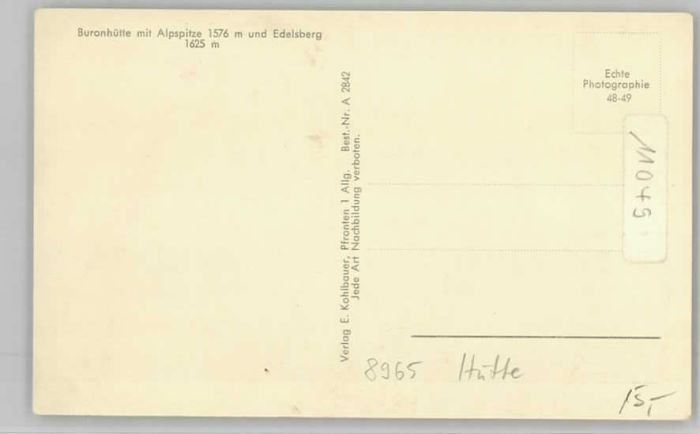 Buronhütte mit Alpspitze 1576 m und Edelsberg
1625 m
Verlag E. Kohlbauer, Pfronten 1 Allg. Best.-Nr. A 2842
Jede Art Nachbildung verboten.
Echte
Photographie
48-49
11049
8965 Hütte
15,-